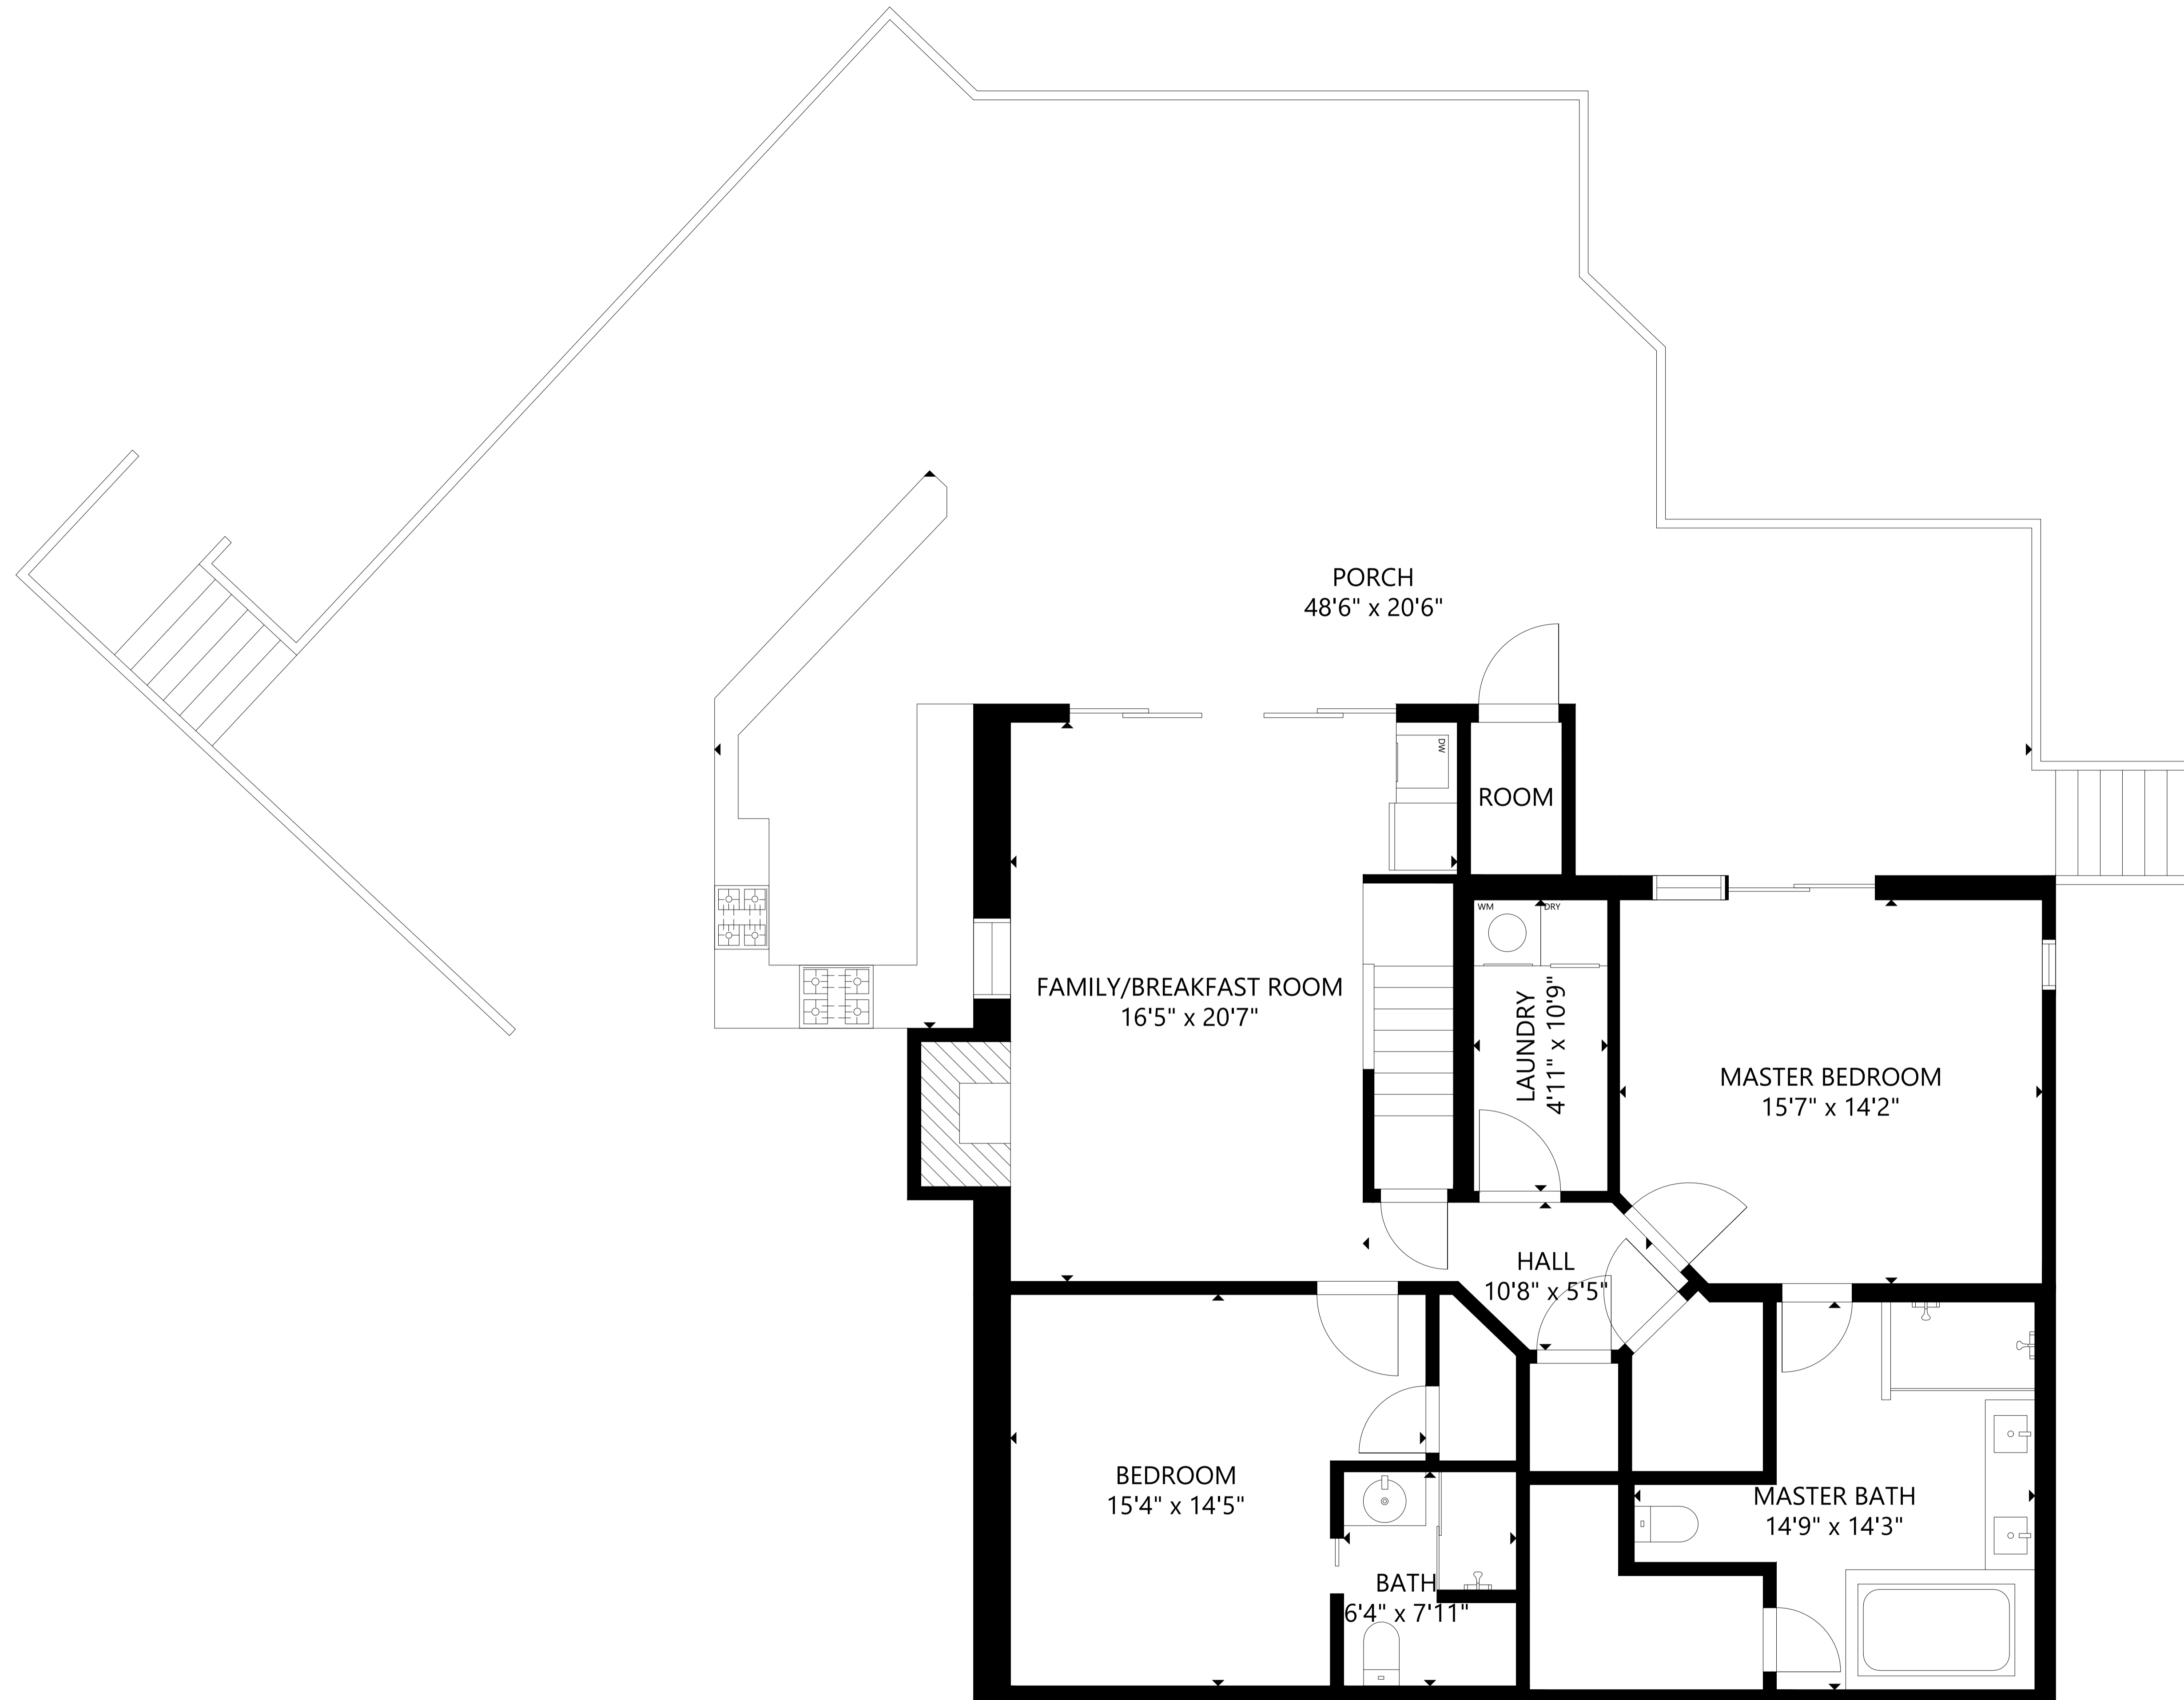 PORCH
48'6" x 20'6"
DW
ROOM
WM
DRY
FAMILY/BREAKFAST ROOM
16'5" x 20'7"
LAUNDRY
4'11" x 10'9"
MASTER BEDROOM
15'7" x 14'2"
HALL
10'8" x 5'5"
BEDROOM
15'4" x 14'5"
MASTER BATH
14'9" x 14'3"
BATH
6'4" x 7'11"